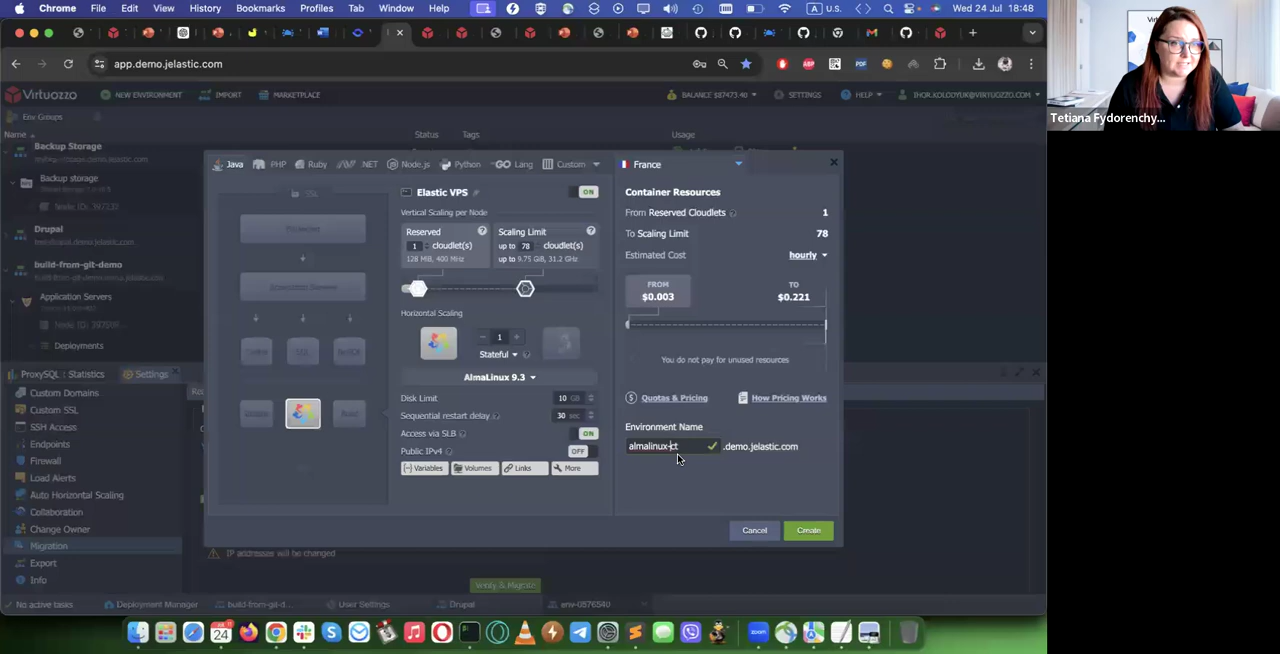 Chrome File Edit View History Bookmarks Profiles Tab Window Help U.S. Wed 24 Jul 18:48
app.demo.jelastic.com
Virtuozzo NEW ENVIRONMENT IMPORT MARKETPLACE SETTINGS HELP
Env Groups
Name Status Tags Usage
Backup Storage
Backup storage
Drupal
build-from-git-demo
Application Servers
Deployments
Java PHP Ruby .NET Node.js Python Lang Custom
SSL
Elastic VPS ON
Vertical Scaling per Node
Reserved
1 cloudlet(s)
128 MiB, 400 MHz
Scaling Limit
up to 78 cloudlet(s)
up to 9.75 GiB, 31.2 GHz
Horizontal Scaling
1
Stateful
AlmaLinux 9.3
Disk Limit 10 GB
Sequential restart delay 30 sec
Access via SLB ON
Public IPv4 OFF
Variables Volumes Links More
France
Container Resources
From Reserved Cloudlets 1
To Scaling Limit 78
Estimated Cost hourly
FROM
$0.003
TO
$0.221
You do not pay for unused resources
Quotas & Pricing How Pricing Works
Environment Name
almalinux-ct .demo.jelastic.com
Cancel Create
ProxySQL : Statistics Settings
Custom Domains
Custom SSL
SSH Access
Endpoints
Firewall
Load Alerts
Auto Horizontal Scaling
Collaboration
Change Owner
Migration
Export
Info
IP addresses will be changed
Verify & Migrate
No active tasks Deployment Manager build-from-git-d... User Settings Drupal env-0576540
Tetiana Fydorenchy...